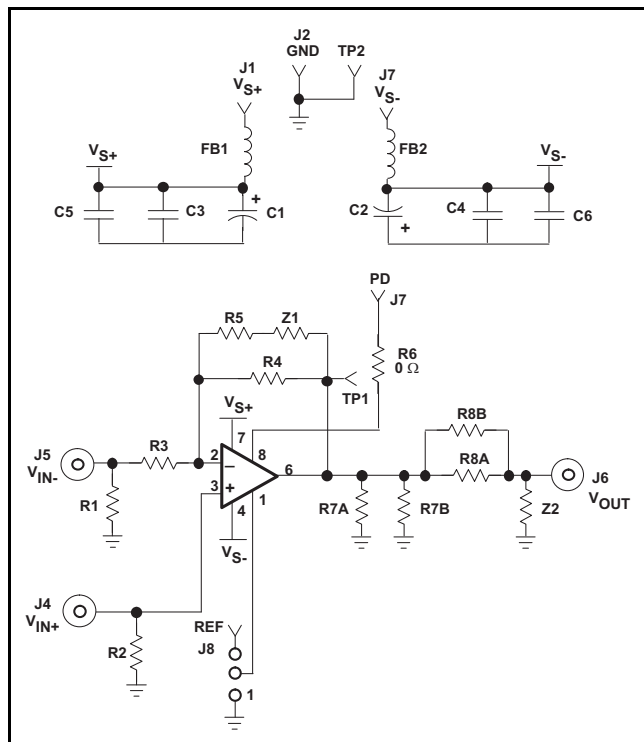 J2
GND
TP2
J1
VS+
J7
VS-
FB1
FB2
VS+
VS-
C5
C3
+
C1
C2
+
C4
C6
PD
J7
R5
Z1
R6
0 Ω
R4
TP1
VS+
R8B
7
8
J5
VIN-
R3
2
−
6
R8A
J6
VOUT
3
+
1
R1
4
R7A
R7B
Z2
VS-
J4
VIN+
REF
J8
R2
1